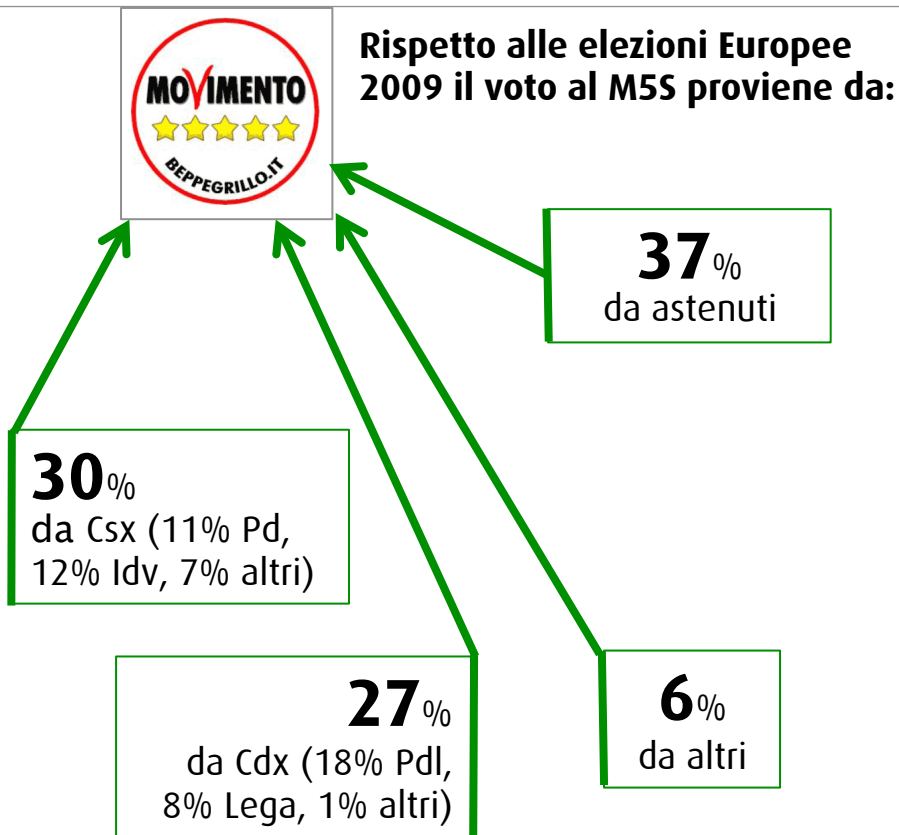 MOVIMENTO
BEPPEGRILLO.IT
Rispetto alle elezioni Europee
2009 il voto al M5S proviene da:
37%
da astenuti
30%
da Csx (11% Pd,
12% Idv, 7% altri)
27%
da Cdx (18% Pdl,
8% Lega, 1% altri)
6%
da altri